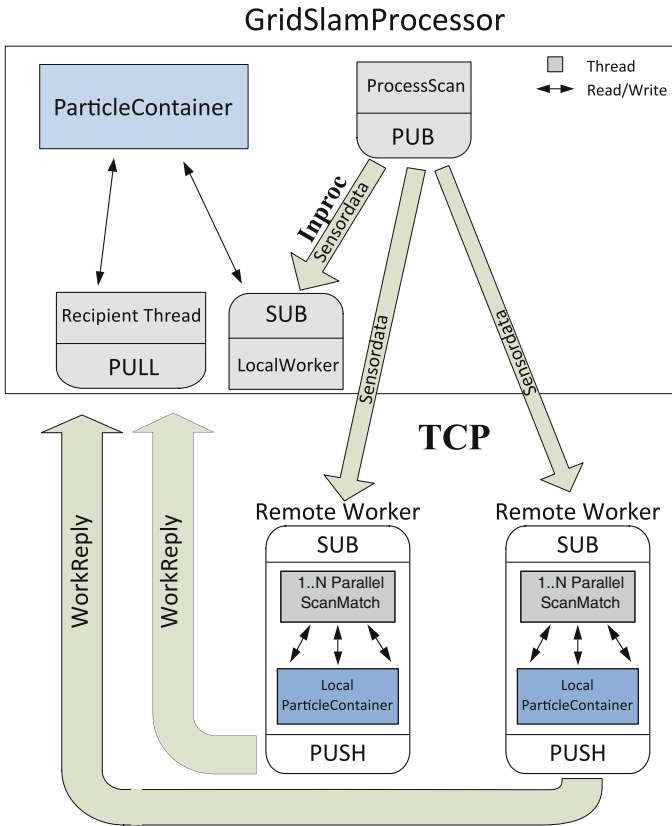 GridSlamProcessor
Thread
Read/Write
ParticleContainer
ProcessScan
PUB
Inproc
Sensordata
Recipient Thread
PULL
SUB
LocalWorker
Sensordata
Sensordata
TCP
WorkReply
WorkReply
Remote Worker
SUB
1..N Parallel
ScanMatch
Local
ParticleContainer
PUSH
Remote Worker
SUB
1..N Parallel
ScanMatch
Local
ParticleContainer
PUSH